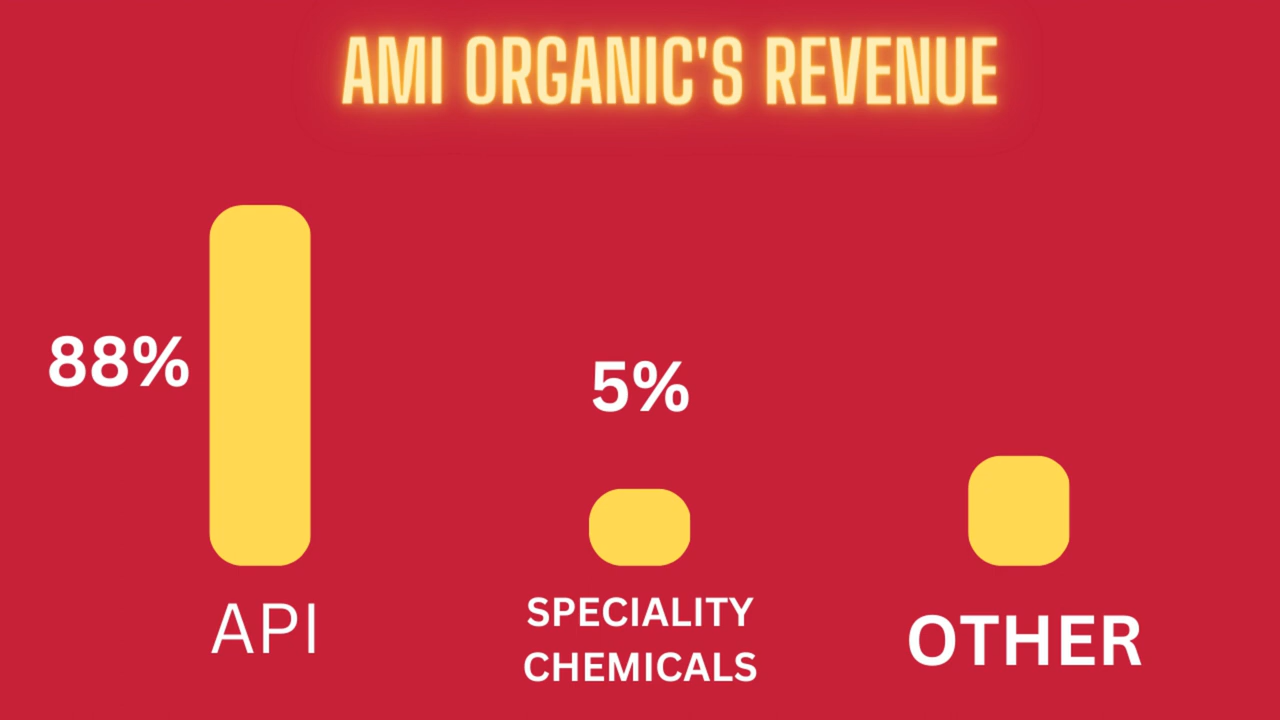 AMI ORGANIC'S REVENUE
88%
5%
API
SPECIALITY
CHEMICALS
OTHER